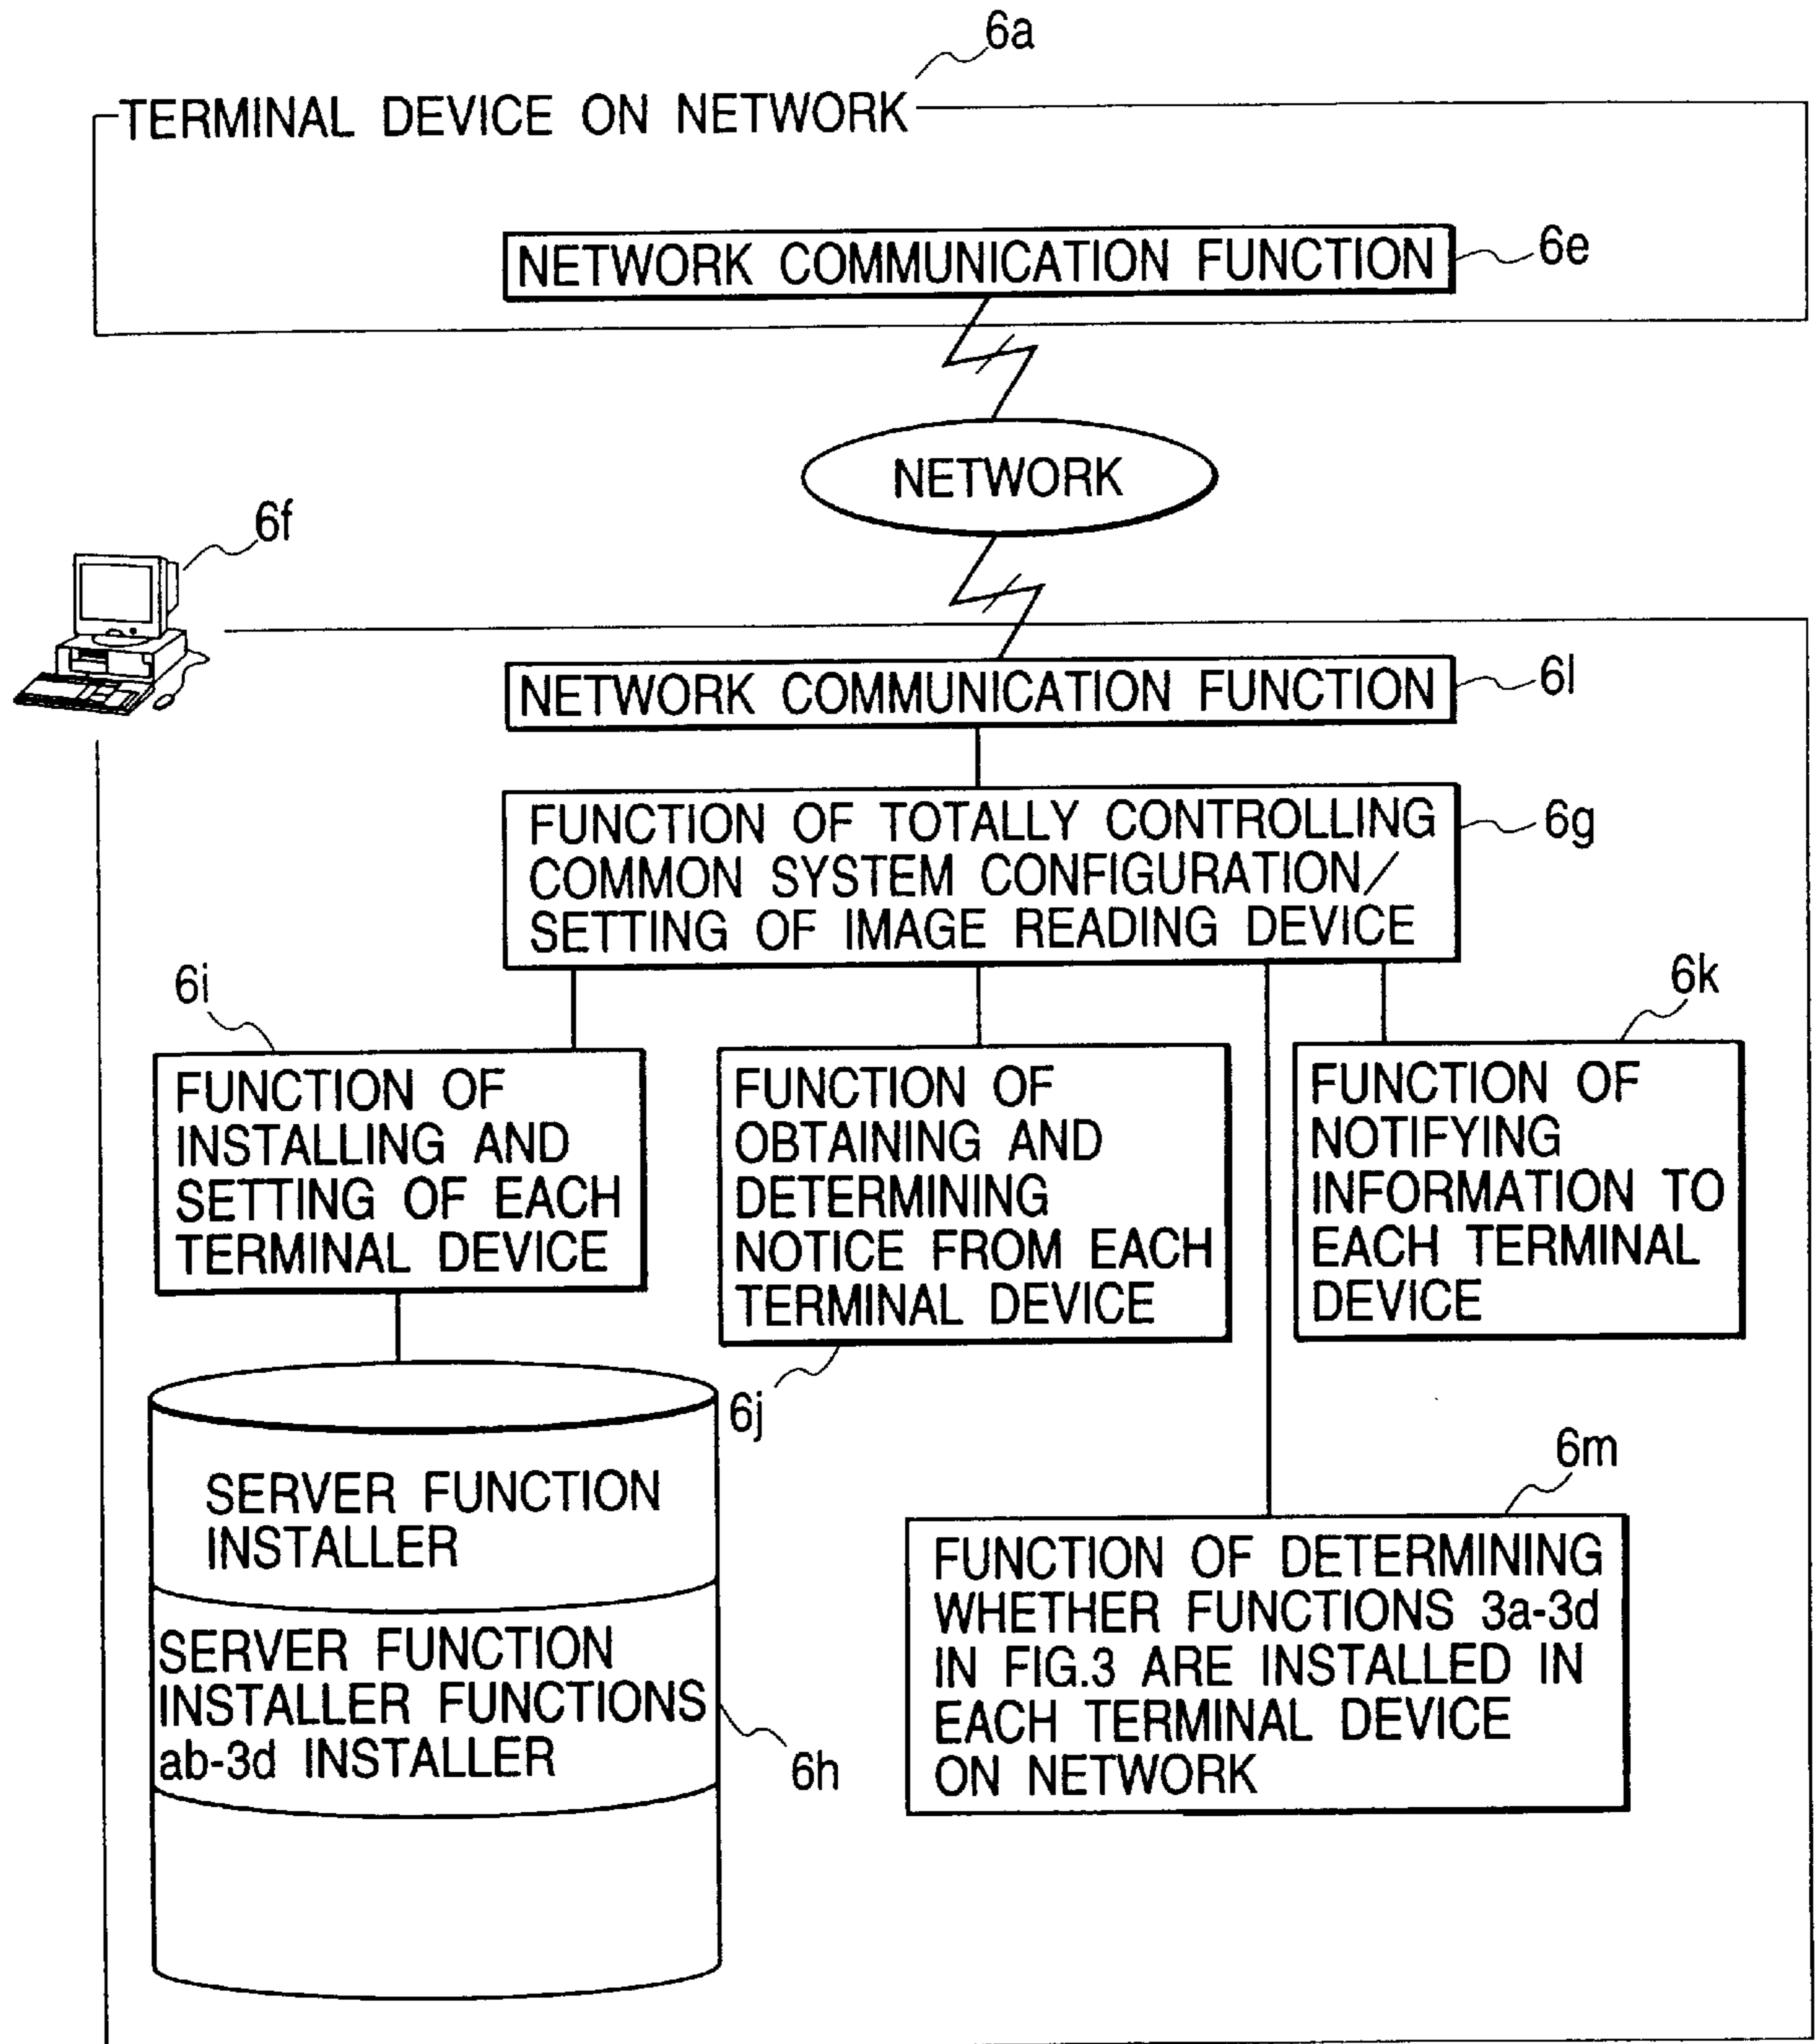 6a
TERMINAL DEVICE ON NETWORK
NETWORK COMMUNICATION FUNCTION
6e
NETWORK
6f
NETWORK COMMUNICATION FUNCTION
6l
FUNCTION OF TOTALLY CONTROLLING
COMMON SYSTEM CONFIGURATION/
SETTING OF IMAGE READING DEVICE
6g
6i
FUNCTION OF
INSTALLING AND
SETTING OF EACH
TERMINAL DEVICE
FUNCTION OF
OBTAINING AND
DETERMINING
NOTICE FROM EACH
TERMINAL DEVICE
6j
6k
FUNCTION OF
NOTIFYING
INFORMATION TO
EACH TERMINAL
DEVICE
SERVER FUNCTION
INSTALLER
SERVER FUNCTION
INSTALLER FUNCTIONS
ab-3d INSTALLER
6h
6m
FUNCTION OF DETERMINING
WHETHER FUNCTIONS 3a-3d
IN FIG.3 ARE INSTALLED IN
EACH TERMINAL DEVICE
ON NETWORK